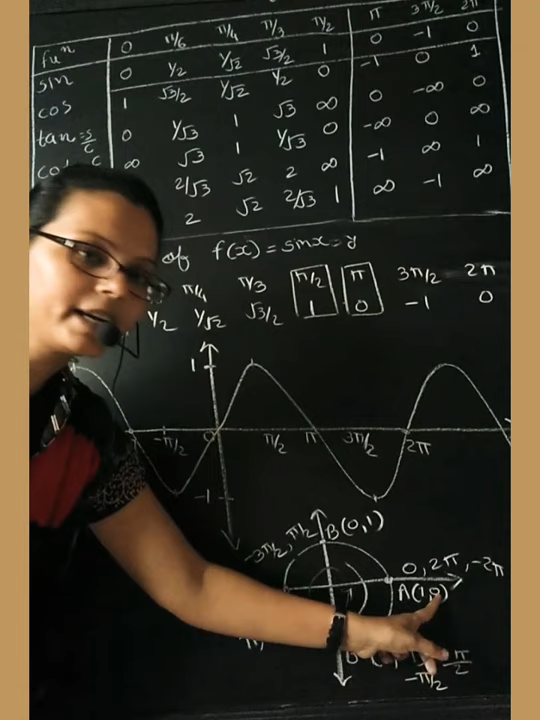 fun 0 π/6 π/4 π/3 π/2 π 3π/2 2π
sin 0 1/2 1/√2 √3/2 1 0 -1 0
cos 1 √3/2 1/√2 1/2 0 -1 0 1
tan=s/c 0 1/√3 1 √3 ∞ 0 -∞ 0
∞ √3 1 1/√3 0 -∞ 0 ∞
2/√3 √2 2 ∞ -1 ∞ 1
2 √2 2/√3 1 ∞ -1 ∞
of f(x)=sinx=y
π/4 π/3 π/2 π 3π/2 2π
1/2 1/√2 √3/2 1 0 -1 0
1
-π/2 0 π/2 π 3π/2 2π
-1
-3π/2, π/2 B(0,1)
0, 2π, -2π
A(1,0)
-π/2